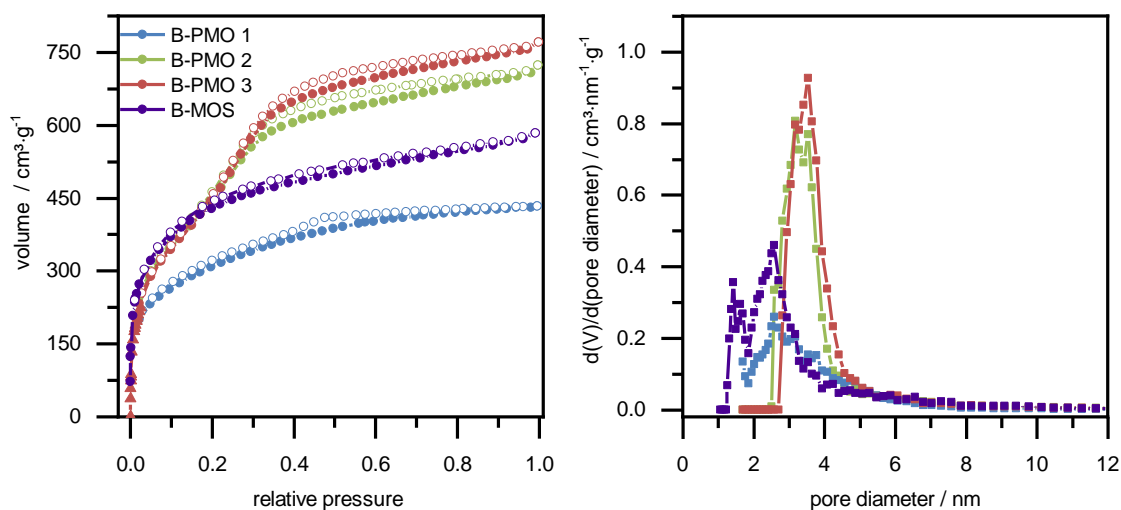 B-PMO 1
B-PMO 2
B-PMO 3
B-MOS
volume / cm³·g⁻¹
750
600
450
300
150
0
0.0 0.2 0.4 0.6 0.8 1.0
relative pressure
d(V)/d(pore diameter) / cm³·nm⁻¹·g⁻¹
1.0
0.8
0.6
0.4
0.2
0.0
0 2 4 6 8 10 12
pore diameter / nm